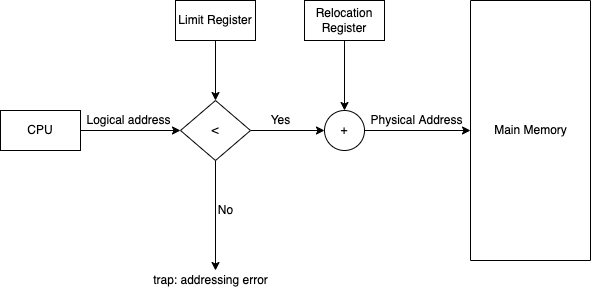 Limit Register
Relocation
Register
CPU
Logical address
<
Yes
+
Physical Address
Main Memory
No
trap: addressing error